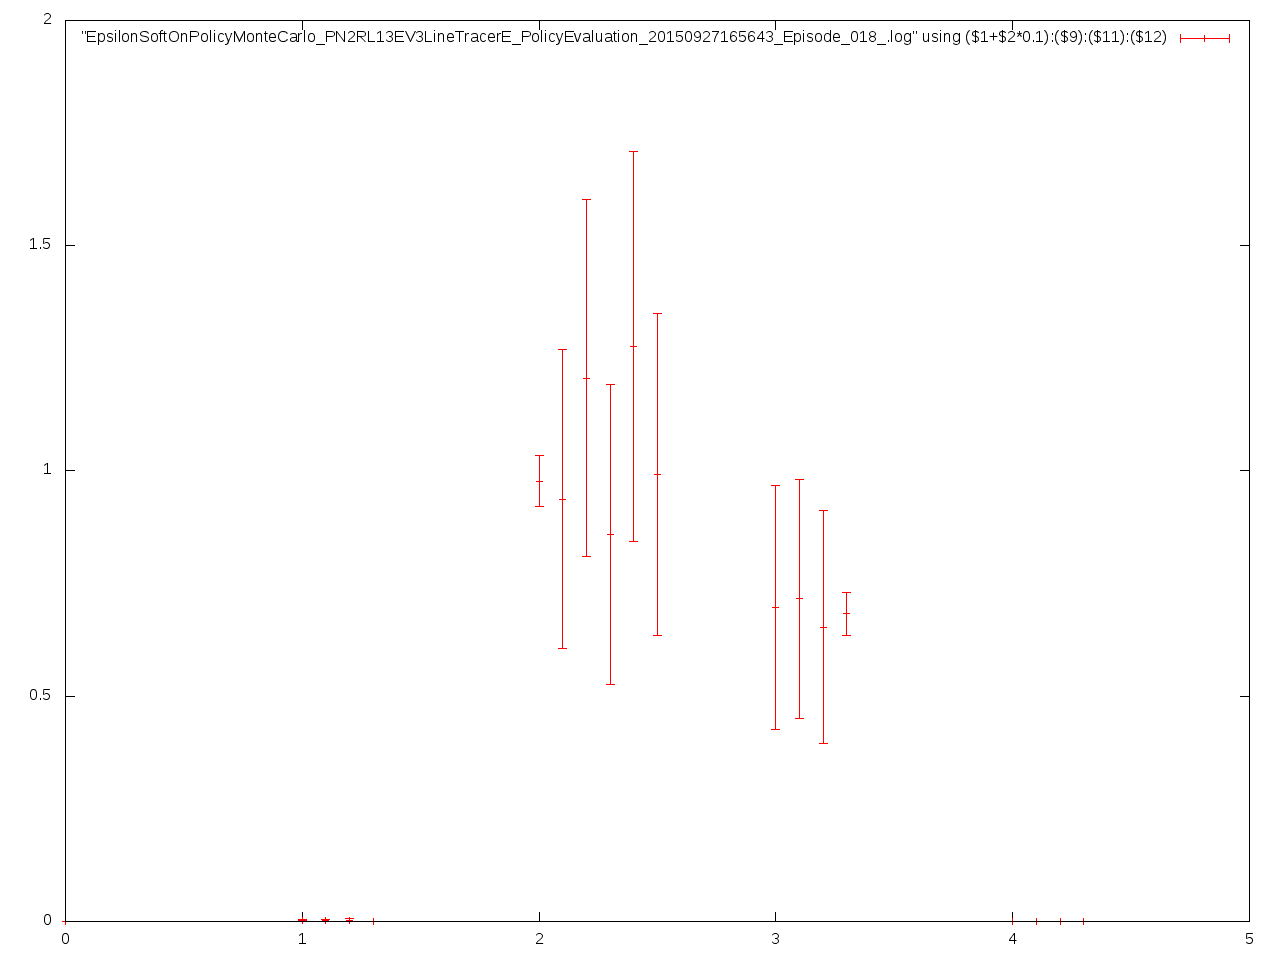 2
"EpsilonSoftOnPolicyMonteCarlo_PN2RL13EV3LineTracerE_PolicyEvaluation_20150927165643_Episode_018_.log" using ($1+$2*0.1):($9):($11):($12)
1.5
1
0.5
0
0 1 2 3 4 5